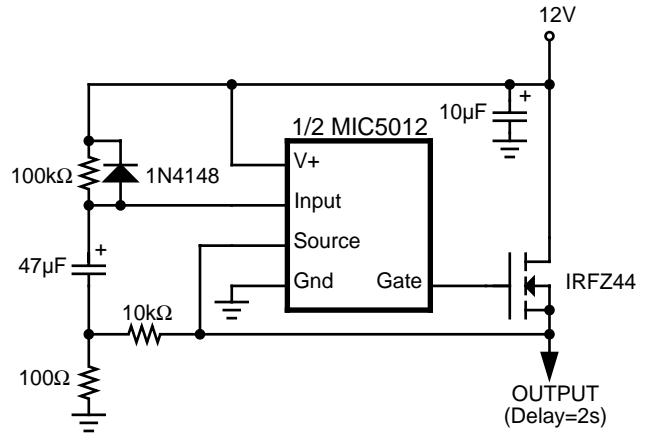 12V
+
10µF
1/2 MIC5012
V+
100kΩ
1N4148
Input
+
Source
47µF
Gnd
Gate
IRFZ44
10kΩ
100Ω
OUTPUT
(Delay=2s)